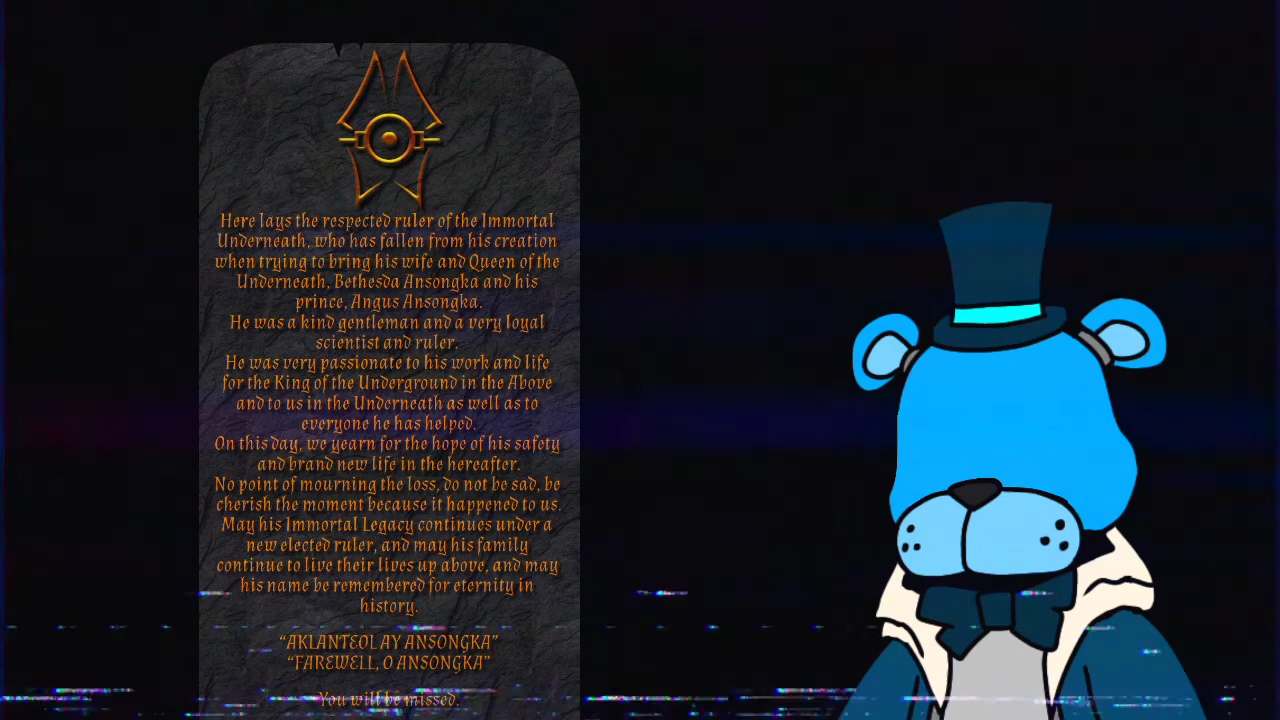 Here lays the respected ruler of the Immortal
Underneath, who has fallen from his creation
when trying to bring his wife and Queen of the
Underneath, Bethesda Ansongka and his
prince, Angus Ansongka.
He was a kind gentleman and a very loyal
scientist and ruler.
He was very passionate to his work and life
for the King of the Underground in the Above
and to us in the Underneath as well as to
everyone he has helped.
On this day, we yearn for the hope of his safety
and brand new life in the hereafter.
No point of mourning the loss, do not be sad, be
cherish the moment because it happened to us.
May his Immortal Legacy continues under a
new elected ruler, and may his family
continue to live their lives up above, and may
his name be remembered for eternity in
history.
“AKLANTEOL AY ANSONGKA”
“FAREWELL, O ANSONGKA”
You will be missed.